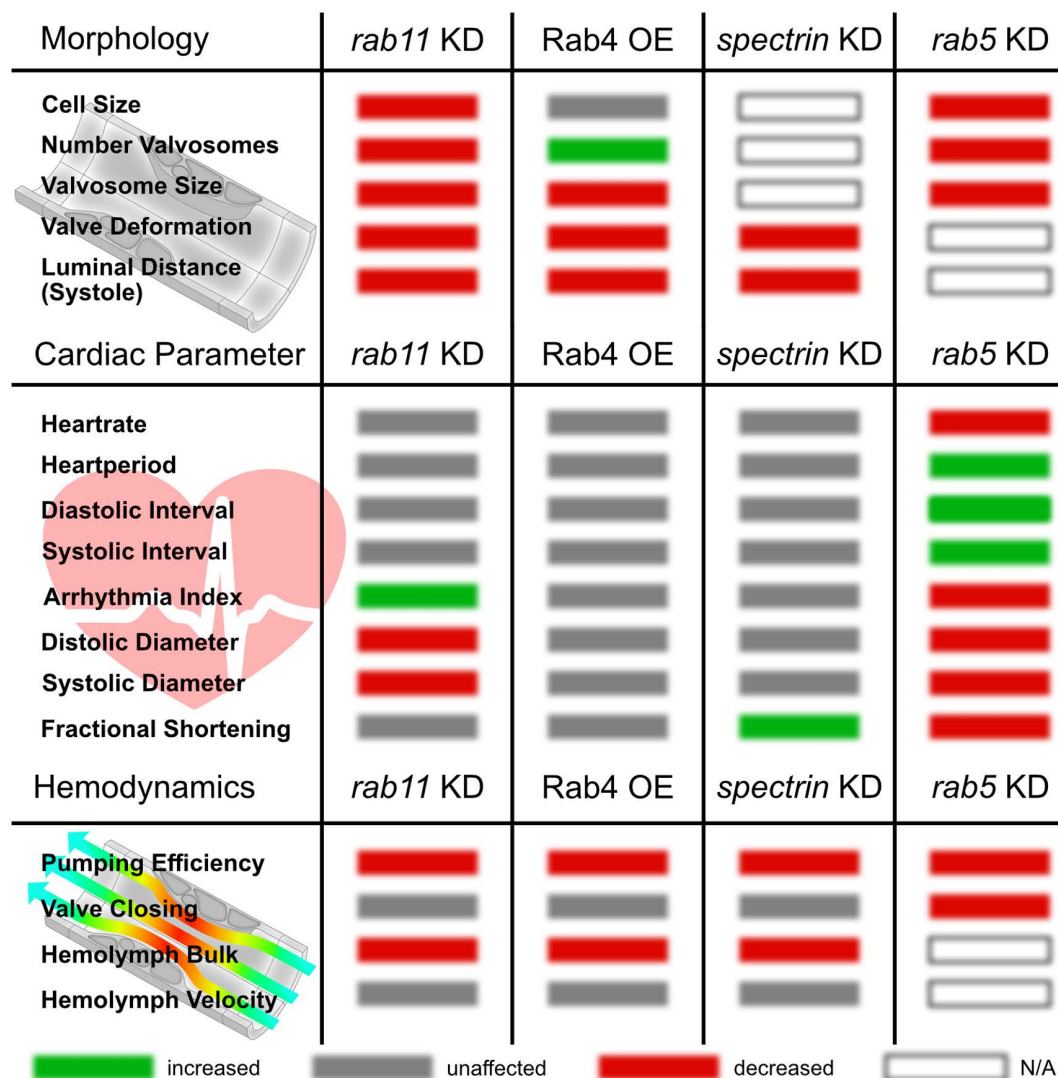 Morphology rab11 KD Rab4 OE spectrin KD rab5 KD
Cell Size
Number Valvosomes
Valvosome Size
Valve Deformation
Luminal Distance
(Systole)
Cardiac Parameter rab11 KD Rab4 OE spectrin KD rab5 KD
Heartrate
Heartperiod
Diastolic Interval
Systolic Interval
Arrhythmia Index
Distolic Diameter
Systolic Diameter
Fractional Shortening
Hemodynamics rab11 KD Rab4 OE spectrin KD rab5 KD
Pumping Efficiency
Valve Closing
Hemolymph Bulk
Hemolymph Velocity
increased unaffected decreased N/A